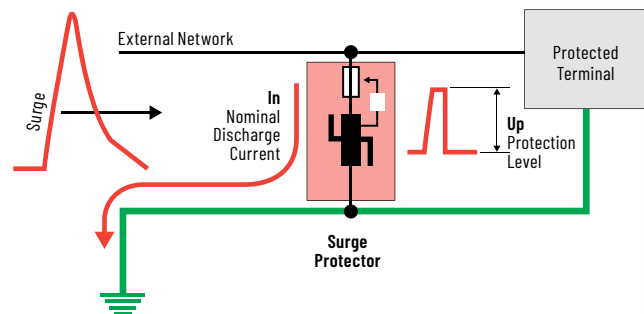 External Network
Surge
In
Nominal
Discharge
Current
Up
Protection
Level
Protected
Terminal
Surge
Protector